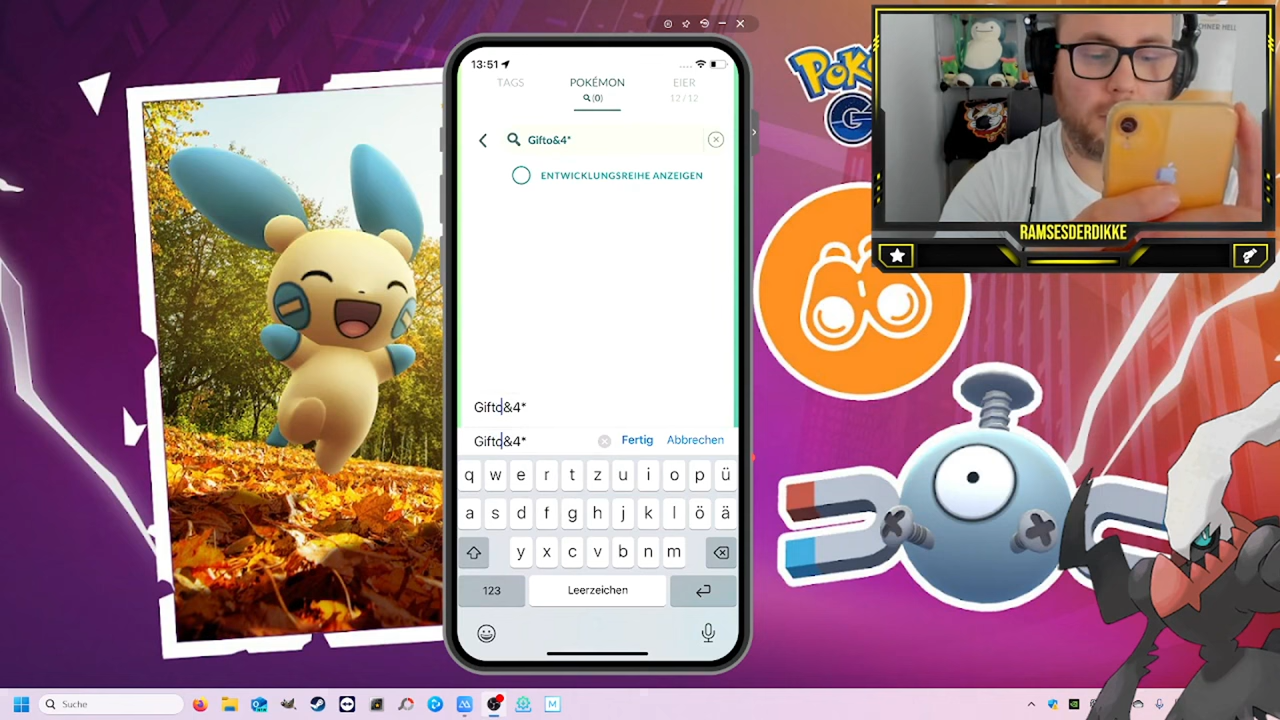 13:51
TAGS
POKÉMON
(0)
EIER
12 / 12
Gifto&4*
ENTWICKLUNGSREIHE ANZEIGEN
Gifto&4*
Gifto&4*
Fertig
Abbrechen
q w e r t z u i o p ü
a s d f g h j k l ö ä
y x c v b n m
123
Leerzeichen
POK
G
RAMSESDERDIKKE
Suche
M